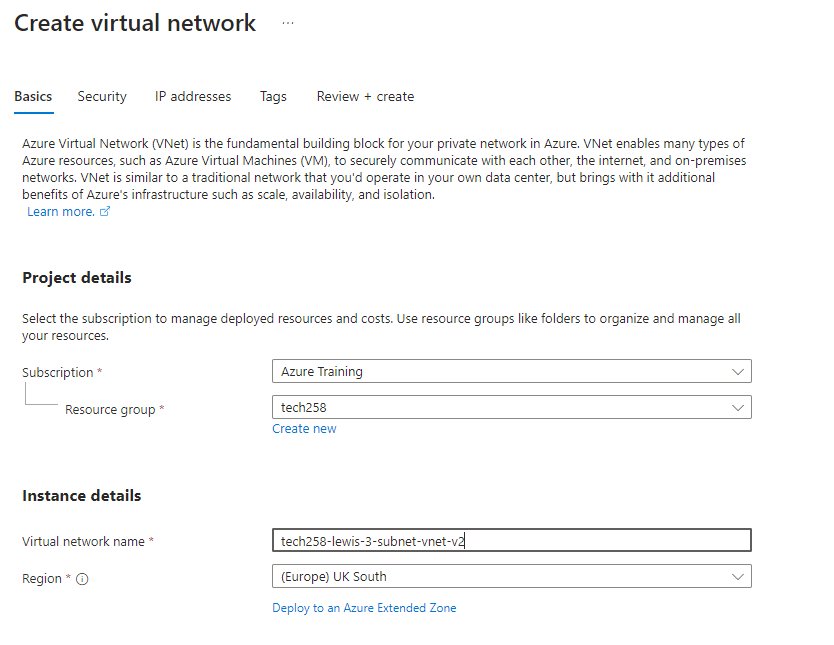 Create virtual network ...
Basics Security IP addresses Tags Review + create
Azure Virtual Network (VNet) is the fundamental building block for your private network in Azure. VNet enables many types of
Azure resources, such as Azure Virtual Machines (VM), to securely communicate with each other, the internet, and on-premises
networks. VNet is similar to a traditional network that you'd operate in your own data center, but brings with it additional
benefits of Azure's infrastructure such as scale, availability, and isolation.
Learn more.
Project details
Select the subscription to manage deployed resources and costs. Use resource groups like folders to organize and manage all
your resources.
Subscription * Azure Training
Resource group * tech258
Create new
Instance details
Virtual network name * tech258-lewis-3-subnet-vnet-v2
Region * (Europe) UK South
Deploy to an Azure Extended Zone